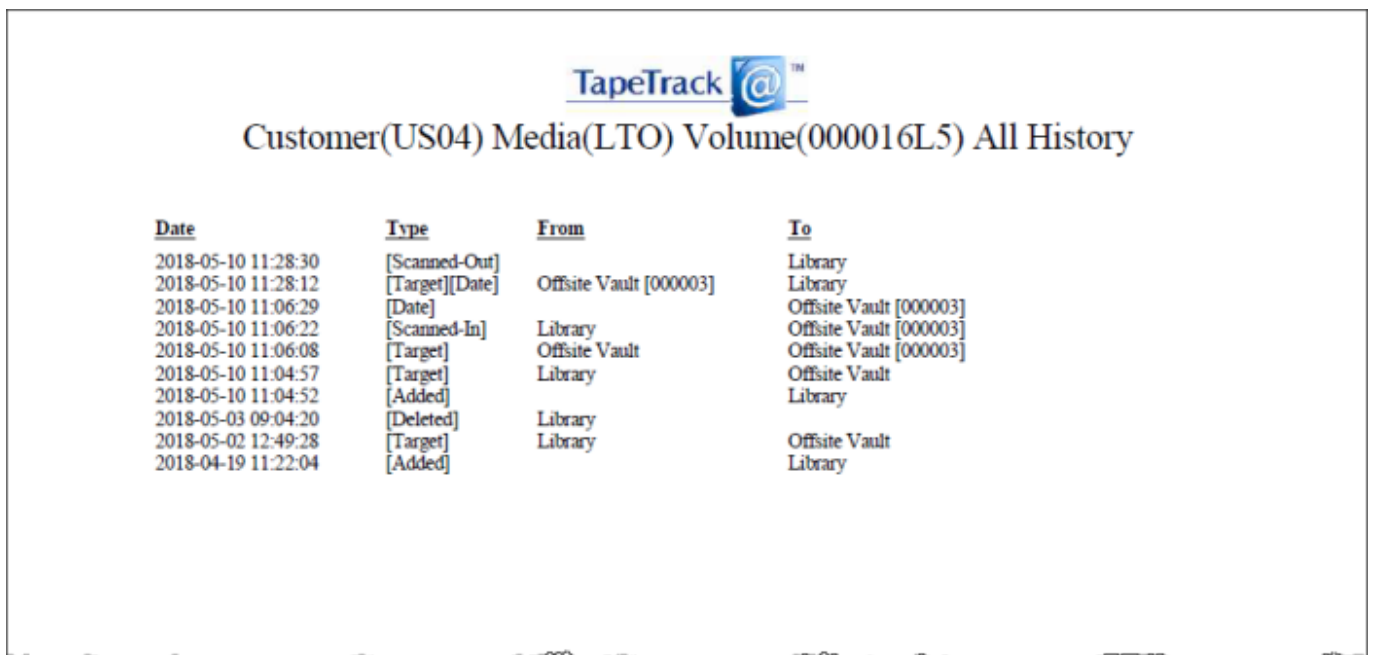 TapeTrack @ TM
Customer(US04) Media(LTO) Volume(000016L5) All History
Date Type From To
2018-05-10 11:28:30 [Scanned-Out] Library
2018-05-10 11:28:12 [Target][Date] Offsite Vault [000003] Library
2018-05-10 11:06:29 [Date] Offsite Vault [000003]
2018-05-10 11:06:22 [Scanned-In] Library Offsite Vault [000003]
2018-05-10 11:06:08 [Target] Offsite Vault Offsite Vault [000003]
2018-05-10 11:04:57 [Target] Library Offsite Vault
2018-05-10 11:04:52 [Added] Library
2018-05-03 09:04:20 [Deleted] Library
2018-05-02 12:49:28 [Target] Library Offsite Vault
2018-04-19 11:22:04 [Added] Library